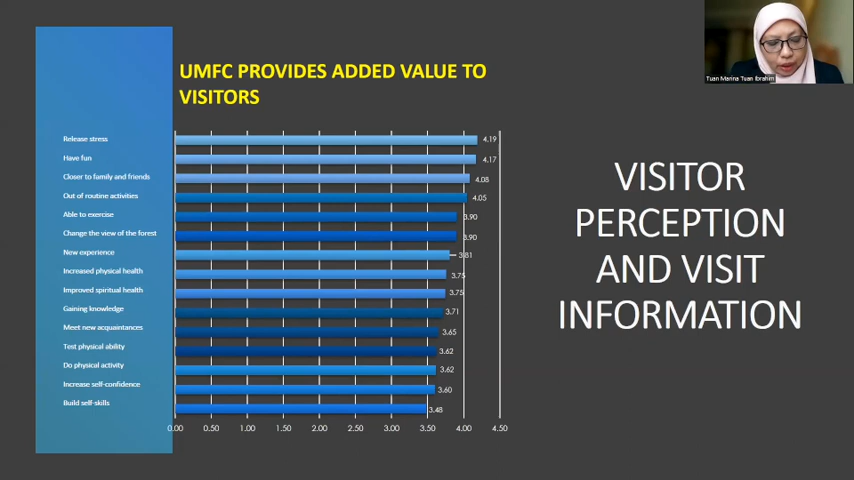 Tuan Marina Tuan Ibrahim
UMFC PROVIDES ADDED VALUE TO
VISITORS
Release stress 4.19
Have fun 4.17
Closer to family and friends 4.08
Out of routine activities 4.05
Able to exercise 3.90
Change the view of the forest 3.90
New experience 3.81
Increased physical health 3.75
Improved spiritual health 3.75
Gaining knowledge 3.71
Meet new acquaintances 3.65
Test physical ability 3.62
Do physical activity 3.62
Increase self-confidence 3.60
Build self-skills 3.48
0.00 0.50 1.00 1.50 2.00 2.50 3.00 3.50 4.00 4.50
VISITOR
PERCEPTION
AND VISIT
INFORMATION